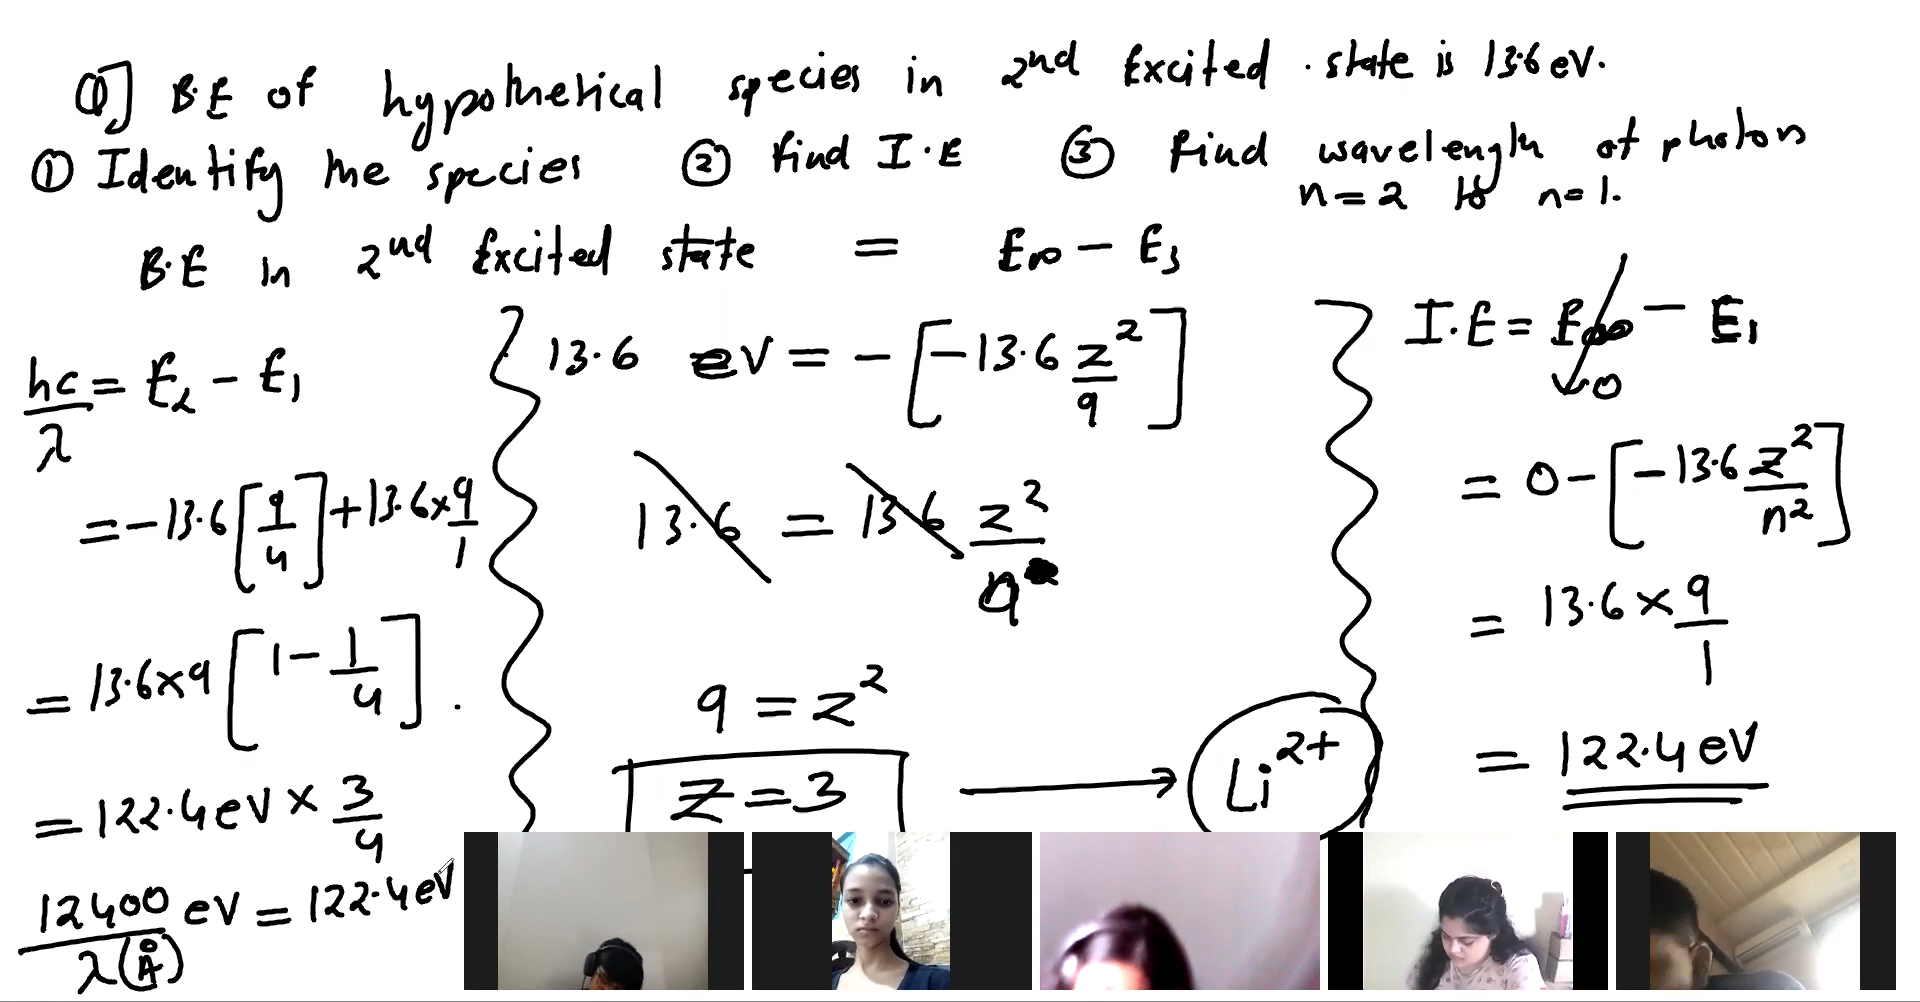 Q] B.E of hypothetical species in 2nd Excited state is 13.6 eV.
① Identify the species ② find I.E ③ find wavelength of photon
n = 2 to n = 1.
B.E in 2nd Excited state = E∞ − E₃
hc/λ = E₂ − E₁
= −13.6 [9/4] + 13.6 × 9/1
= 13.6×9 [1 − 1/4] .
= 122.4 eV × 3/4
12400/λ(Å) eV = 122.4 eV
13.6 eV = − [−13.6 z²/9]
13.6 = 13.6 z²/9
9 = z²
Z = 3 → Li²⁺
I.E = E∞ − E₁
0
= 0 − [−13.6 z²/n²]
= 13.6 × 9/1
= 122.4 eV